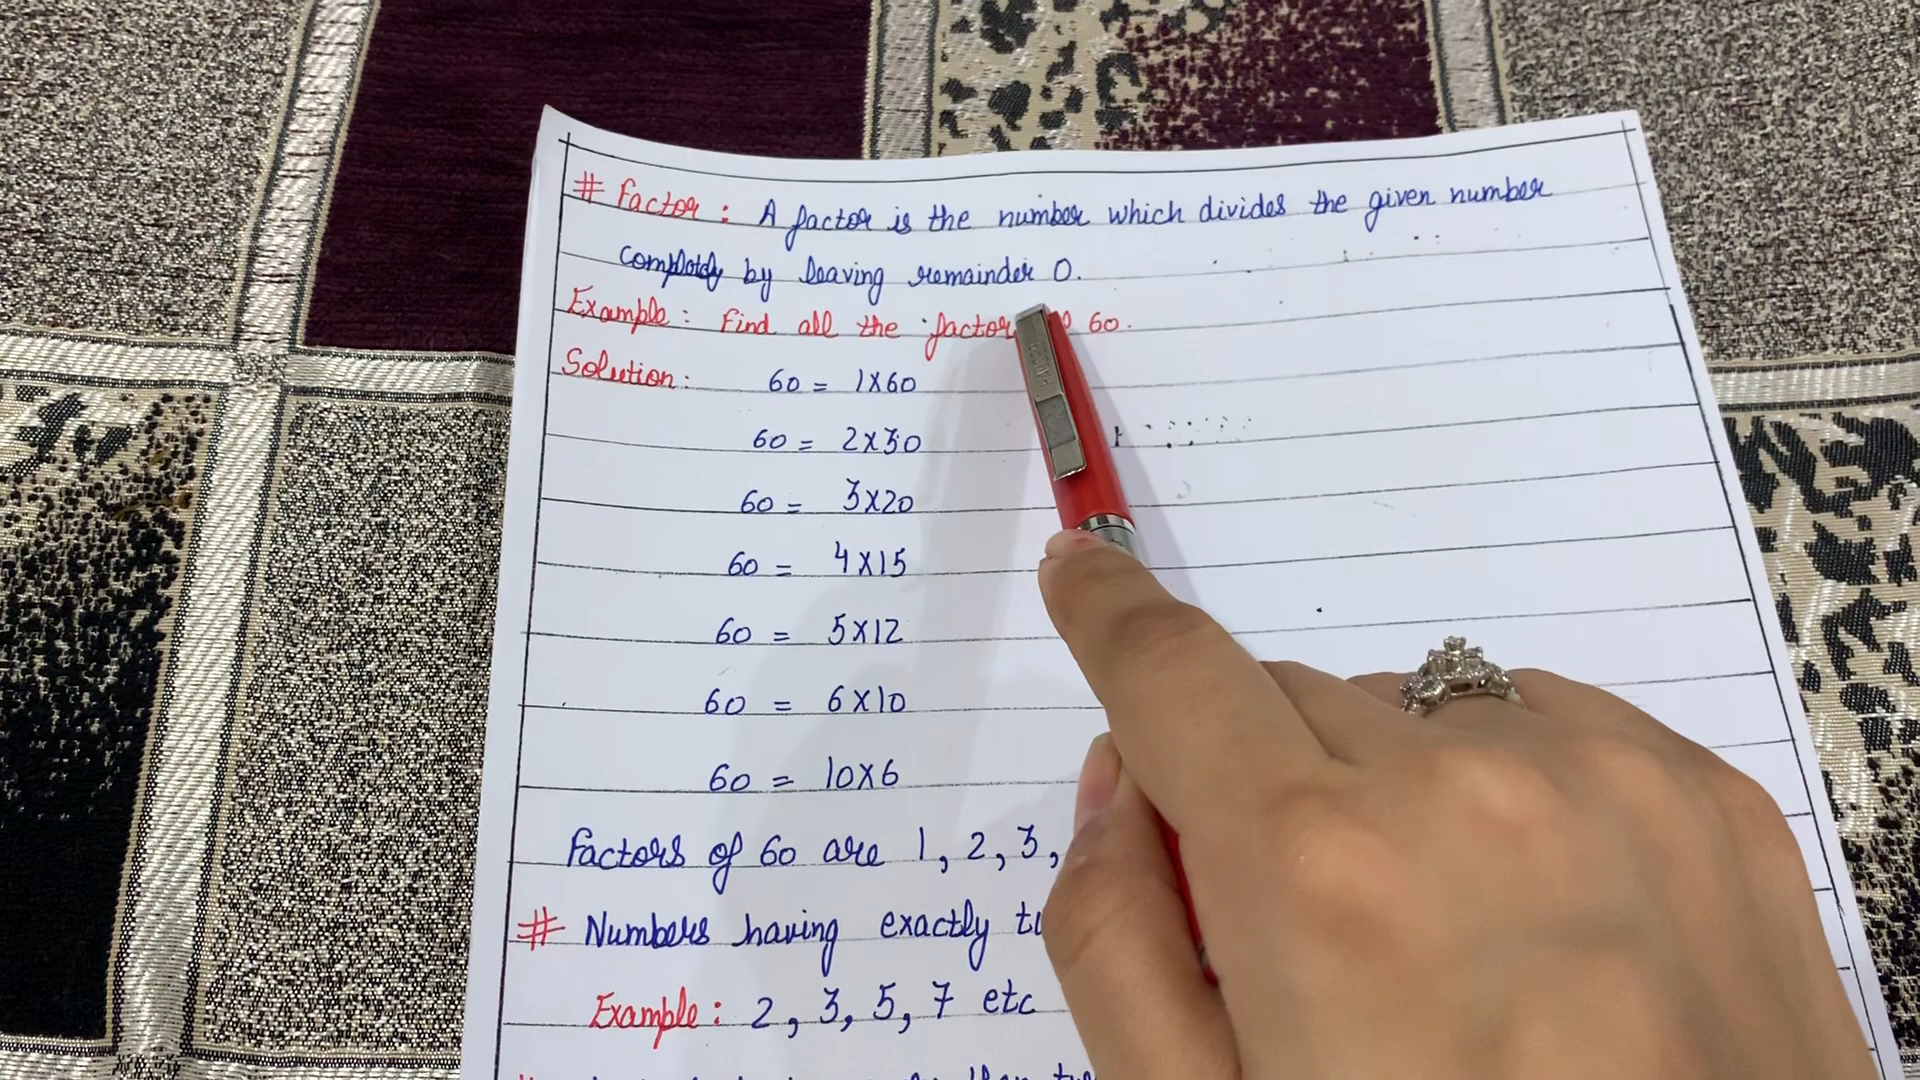 # Factor: A factor is the number which divides the given number
completely by leaving remainder 0.
Example: Find all the factor 60.
Solution: 60 = 1X60
60 = 2X30
60 = 3X20
60 = 4X15
60 = 5X12
60 = 6X10
60 = 10X6
Factors of 60 are 1, 2, 3,
# Numbers having exactly
Example: 2, 3, 5, 7 etc